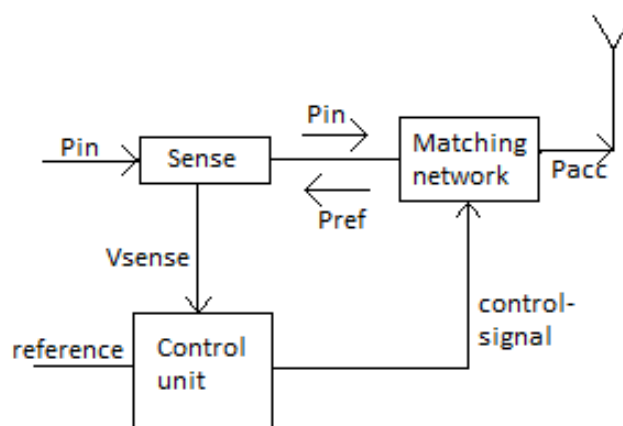 Pin
Matching
network
Pin
Sense
Pacc
Pref
Vsense
control-
signal
reference
Control
unit